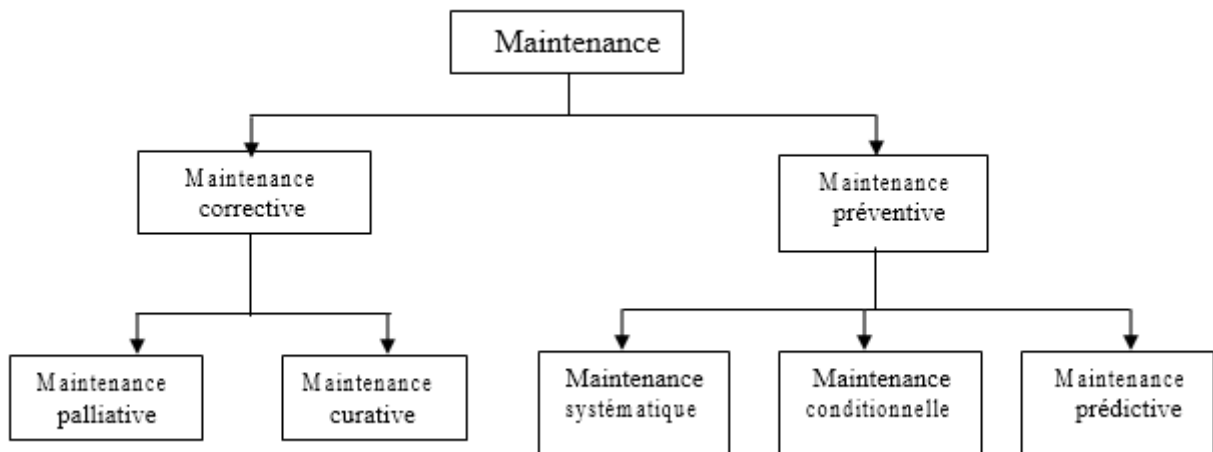 Maintenance
Maintenance
corrective
Maintenance
préventive
Maintenance
palliative
Maintenance
curative
Maintenance
systématique
Maintenance
conditionnelle
Maintenance
prédictive